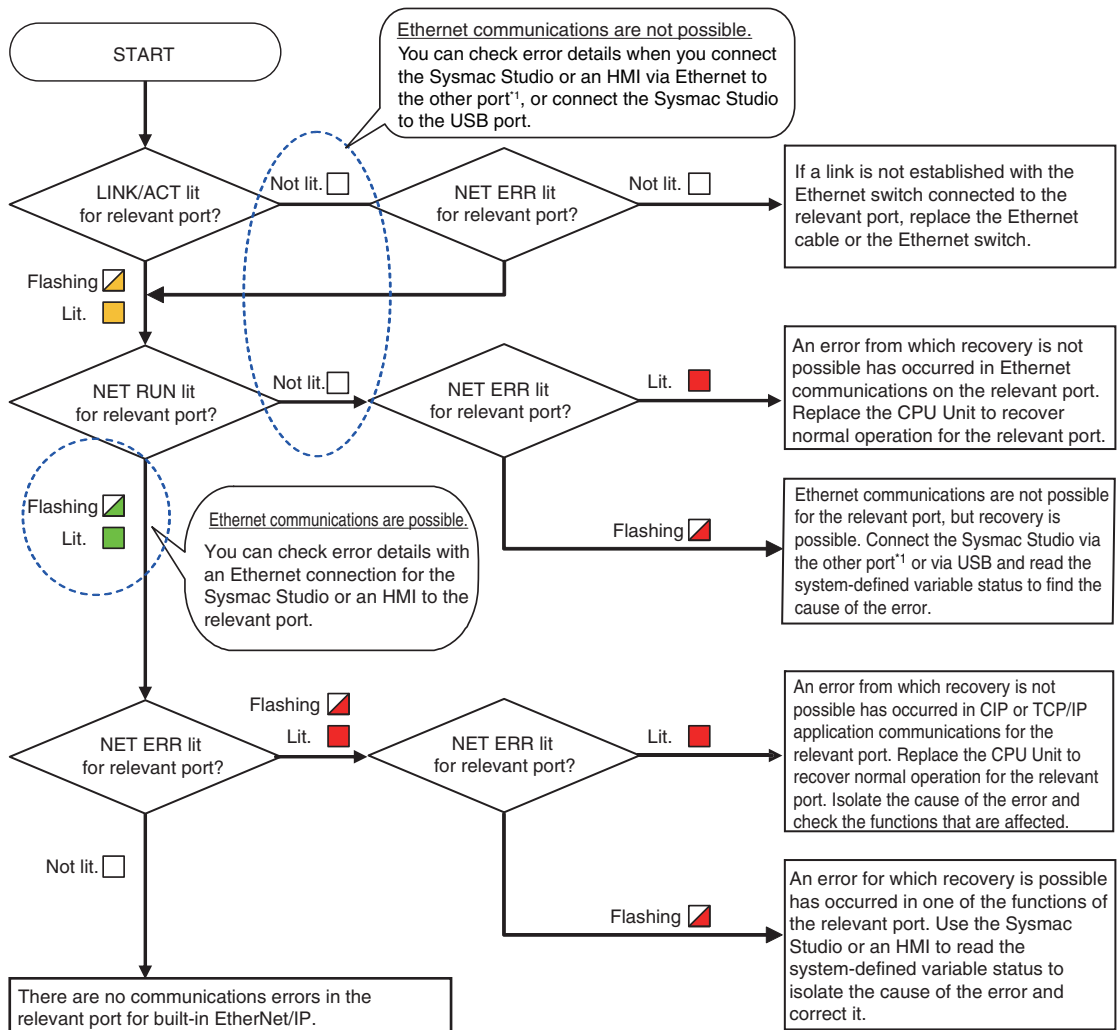 START
Ethernet communications are not possible.
You can check error details when you connect
the Sysmac Studio or an HMI via Ethernet to
the other port*1, or connect the Sysmac Studio
to the USB port.
LINK/ACT lit
for relevant port?
Not lit.
NET ERR lit
for relevant port?
Not lit.
If a link is not established with the
Ethernet switch connected to the
relevant port, replace the Ethernet
cable or the Ethernet switch.
Flashing
Lit.
NET RUN lit
for relevant port?
Not lit.
NET ERR lit
for relevant port?
Lit.
An error from which recovery is not
possible has occurred in Ethernet
communications on the relevant port.
Replace the CPU Unit to recover
normal operation for the relevant port.
Flashing
Ethernet communications are not possible
for the relevant port, but recovery is
possible. Connect the Sysmac Studio via
the other port*1 or via USB and read the
system-defined variable status to find the
cause of the error.
Flashing
Lit.
Ethernet communications are possible.
You can check error details with
an Ethernet connection for the
Sysmac Studio or an HMI to the
relevant port.
NET ERR lit
for relevant port?
Flashing
Lit.
NET ERR lit
for relevant port?
Lit.
An error from which recovery is not
possible has occurred in CIP or TCP/IP
application communications for the
relevant port. Replace the CPU Unit to
recover normal operation for the relevant
port. Isolate the cause of the error and
check the functions that are affected.
Flashing
An error for which recovery is possible
has occurred in one of the functions of
the relevant port. Use the Sysmac
Studio or an HMI to read the
system-defined variable status to
isolate the cause of the error and
correct it.
Not lit.
There are no communications errors in the
relevant port for built-in EtherNet/IP.